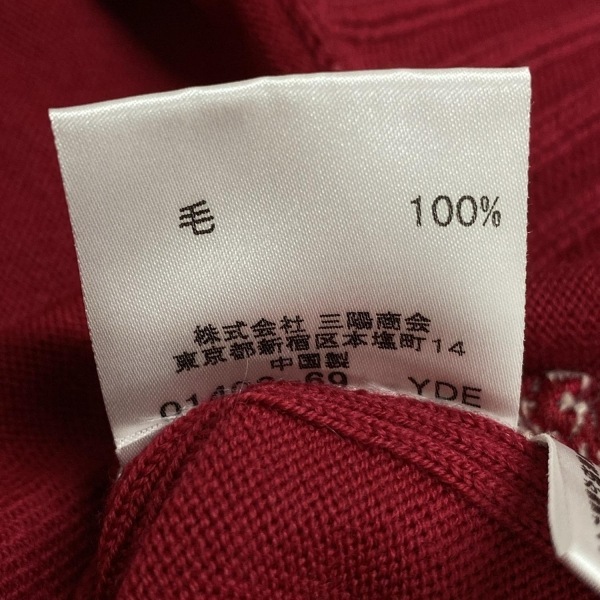 毛 100%
株式会社 三陽商会
東京都新宿区本塩町14
中国製
69 YDE